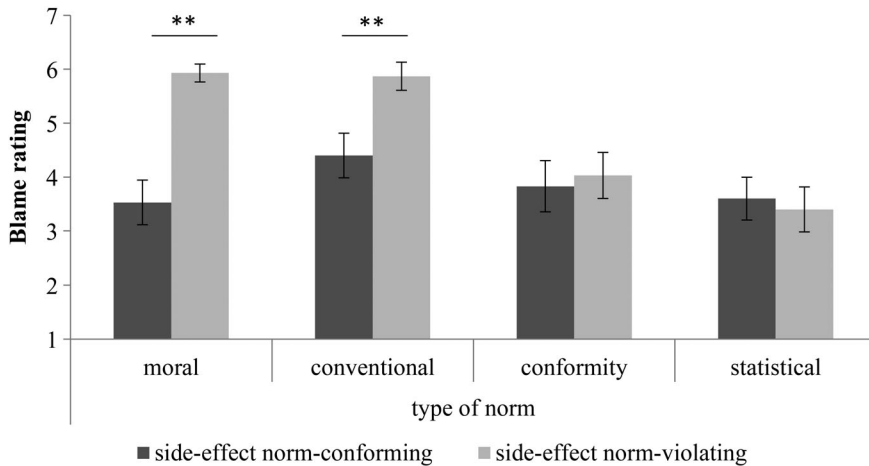 ** **
7
6
5
4
3
2
1
Blame rating
moral conventional conformity statistical
type of norm
side-effect norm-conforming side-effect norm-violating